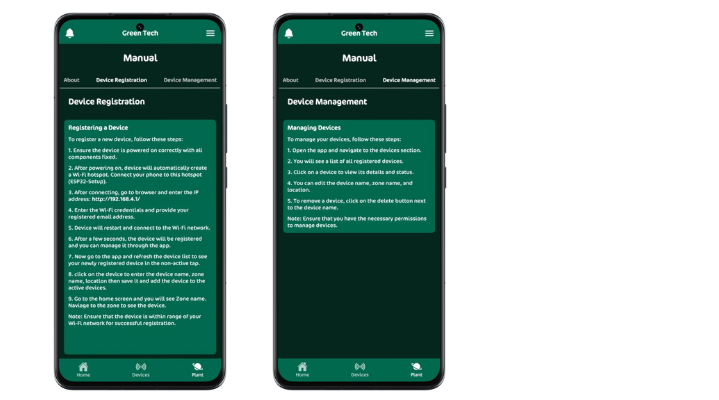 Green Tech
Manual
About Device Registration Device Management
Device Registration
Registering a Device
To register a new device, follow these steps:
1. Ensure the device is powered on correctly with all
components fixed.
2. After powering on, device will automatically create
a Wi-Fi hotspot. Connect your phone to this hotspot
(ESP32-Setup).
3. After connecting, go to browser and enter the IP
address: http://192.168.4.1/
4. Enter the Wi-Fi credentials and provide your
registered email address.
5. Device will restart and connect to the Wi-Fi network.
6. After a few seconds, the device will be registered
and you can manage it through the app.
7. Now go to the app and refresh the device list to see
your newly registered device in the non-active tap.
8. click on the device to enter the device name, zone
name, location then save it and add the device to the
active devices.
9. Go to the home screen and you will see Zone name.
Naviage to the zone to see the device.
Note: Ensure that the device is within range of your
Wi-Fi network for successful registration.
Home Devices Plant
Green Tech
Manual
About Device Registration Device Management
Device Management
Managing Devices
To manage your devices, follow these steps:
1. Open the app and navigate to the devices section.
2. You will see a list of all registered devices.
3. Click on a device to view its details and status.
4. You can edit the device name, zone name, and
location.
5. To remove a device, click on the delete button next
to the device name.
Note: Ensure that you have the necessary permissions
to manage devices.
Home Devices Plant